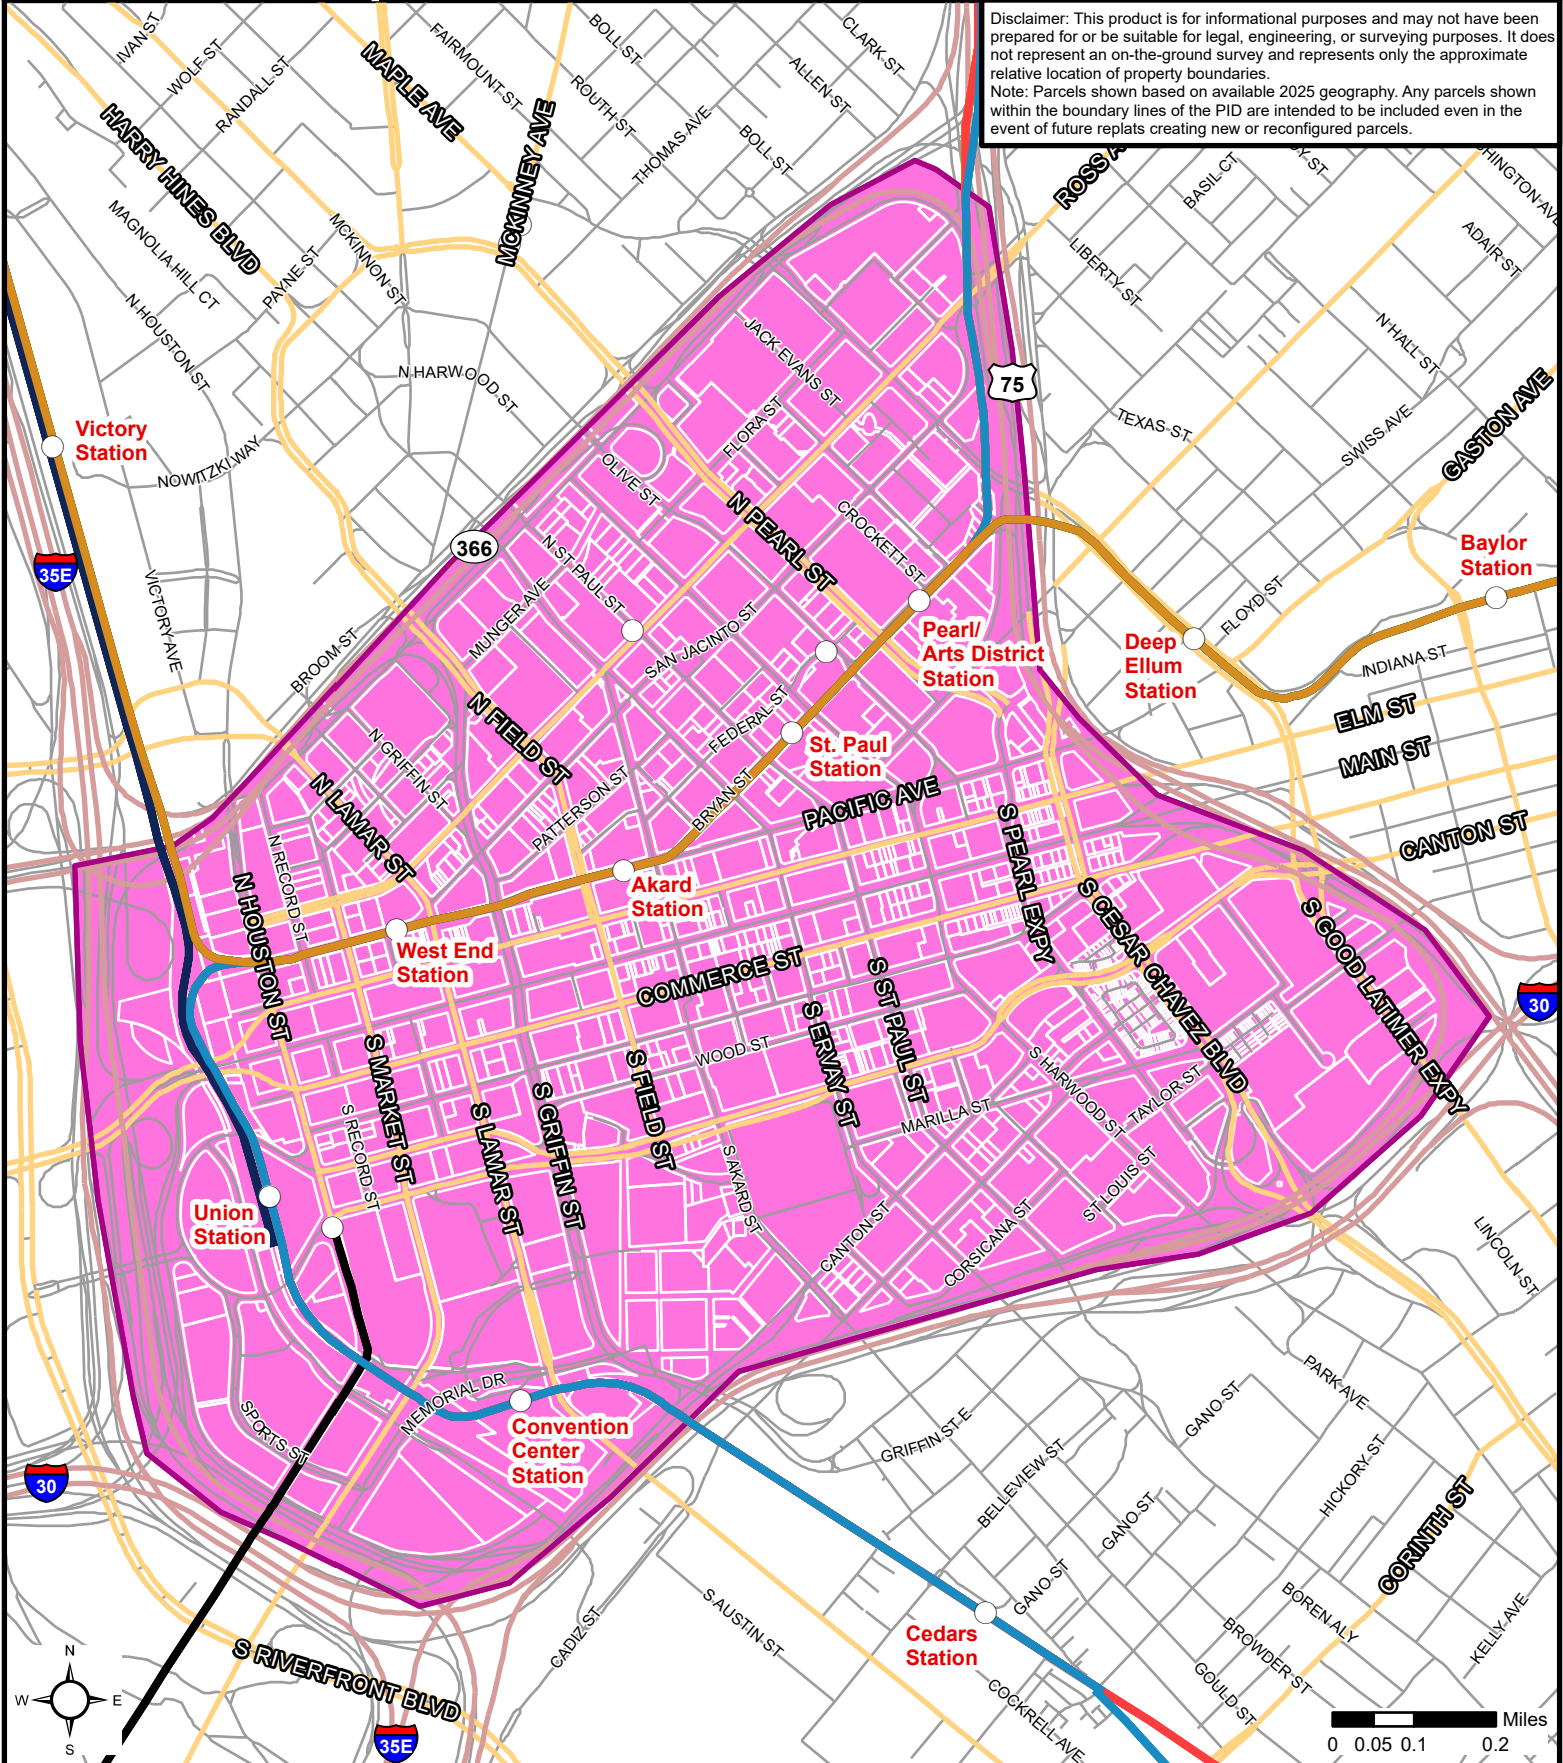 Disclaimer: This product is for informational purposes and may not have been
prepared for or be suitable for legal, engineering, or surveying purposes. It does
not represent an on-the-ground survey and represents only the approximate
relative location of property boundaries.
Note: Parcels shown based on available 2025 geography. Any parcels shown
within the boundary lines of the PID are intended to be included even in the
event of future replats creating new or reconfigured parcels.
IVAN ST
WOLF ST
RANDALL ST
MAPLE AVE
FAIRMOUNT ST
BOLL ST
ROUTH ST
THOMAS AVE
CLARK ST
ALLEN ST
BOLL ST
HARRY HINES BLVD
MCKINNEY AVE
MAGNOLIA HILL CT
MCKINNON ST
PAYNE ST
N HOUSTON ST
N HARWOOD ST
BASIL CT
ADAIR ST
LIBERTY ST
N HALL ST
JACK EVANS ST
75
TEXAS ST
SWISS AVE
GASTON AVE
Victory
Station
NOWITZKI WAY
FLORA ST
OLIVE ST
N PEARL ST
CROCKETT ST
366
35E
VICTORY AVE
N ST PAUL ST
MUNGER AVE
SAN JACINTO ST
BROOM ST
Pearl/
Arts District
Station
Deep
Ellum
Station
FLOYD ST
Baylor
Station
INDIANA ST
ELM ST
MAIN ST
CANTON ST
N FIELD ST
N GRIFFIN ST
FEDERAL ST
St. Paul
Station
N LAMAR ST
PATTERSON ST
BRYAN ST
PACIFIC AVE
N RECORD ST
N HOUSTON ST
Akard
Station
West End
Station
S PEARL EXPY
S CESAR CHAVEZ BLVD
S GOOD LATIMER EXPY
COMMERCE ST
S ST PAUL ST
S ERVAY ST
30
WOOD ST
S MARKET ST
S RECORD ST
S LAMAR ST
S GRIFFIN ST
S FIELD ST
S HARWOOD ST
TAYLOR ST
MARILLA ST
S AKARD ST
ST LOUIS ST
CANTON ST
CORSICANA ST
Union
Station
LINCOLN ST
MEMORIAL DR
SPORTS ST
Convention
Center
Station
30
PARK AVE
GANO ST
GRIFFIN ST E
BELLEVIEW ST
HICKORY ST
GANO ST
CORINTH ST
GANO ST
S AUSTIN ST
CADIZ ST
Cedars
Station
BORENALY
BROWDER ST
KELLY AVE
GOULD ST
COCKRELL AVE
S RIVERFRONT BLVD
35E
N
W
E
S
Miles
0 0.05 0.1 0.2